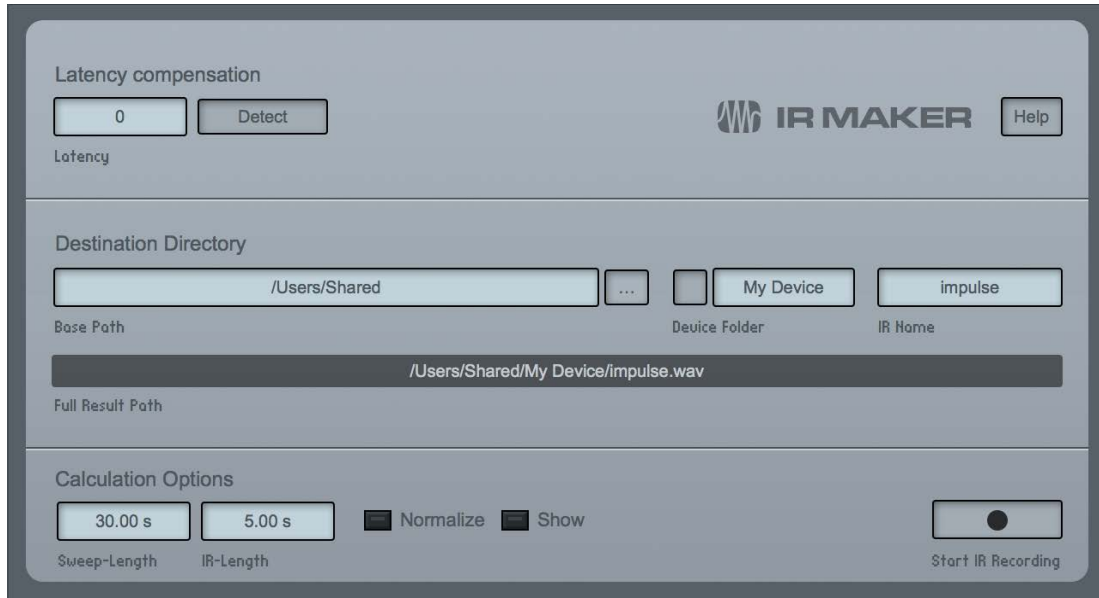 Latency compensation
0 Detect IR MAKER Help
Latency
Destination Directory
/Users/Shared ... My Device impulse
Base Path Device Folder IR Name
/Users/Shared/My Device/impulse.wav
Full Result Path
Calculation Options
30.00 s 5.00 s Normalize Show
Sweep-Length IR-Length Start IR Recording